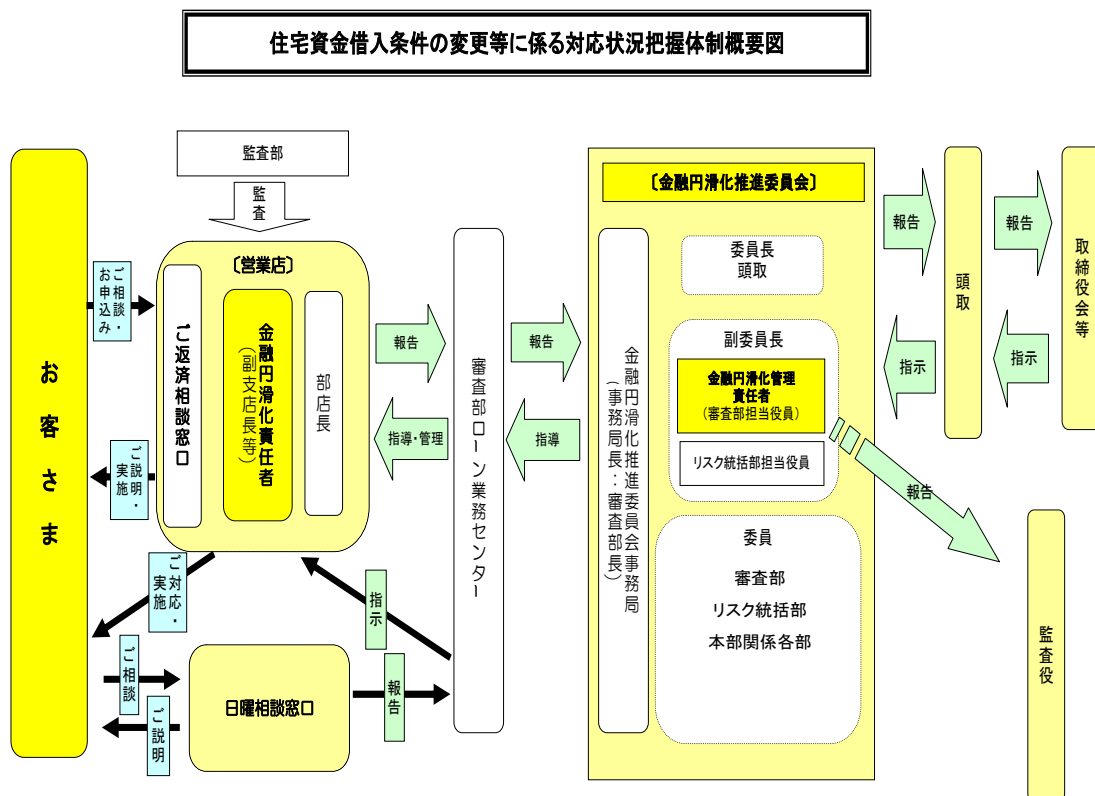 住宅資金借入条件の変更等に係る対応状況把握体制概要図
監査部
監査
お客さま
ご相談・
お申込み
ご説明・
実施
ご対応・
実施
ご相談
ご説明
〔営業店〕
ご返済相談窓口
金融円滑化責任者
（副支店長等）
部店長
日曜相談窓口
報告
指導・管理
指示
報告
審査部ローン業務センター
報告
指導
〔金融円滑化推進委員会〕
金融円滑化推進委員会事務局
（事務局長：審査部長）
委員長
頭取
副委員長
金融円滑化管理
責任者
（審査部担当役員）
リスク統括部担当役員
委員
審査部
リスク統括部
本部関係各部
報告
指示
報告
頭取
報告
指示
取締役会等
監査役